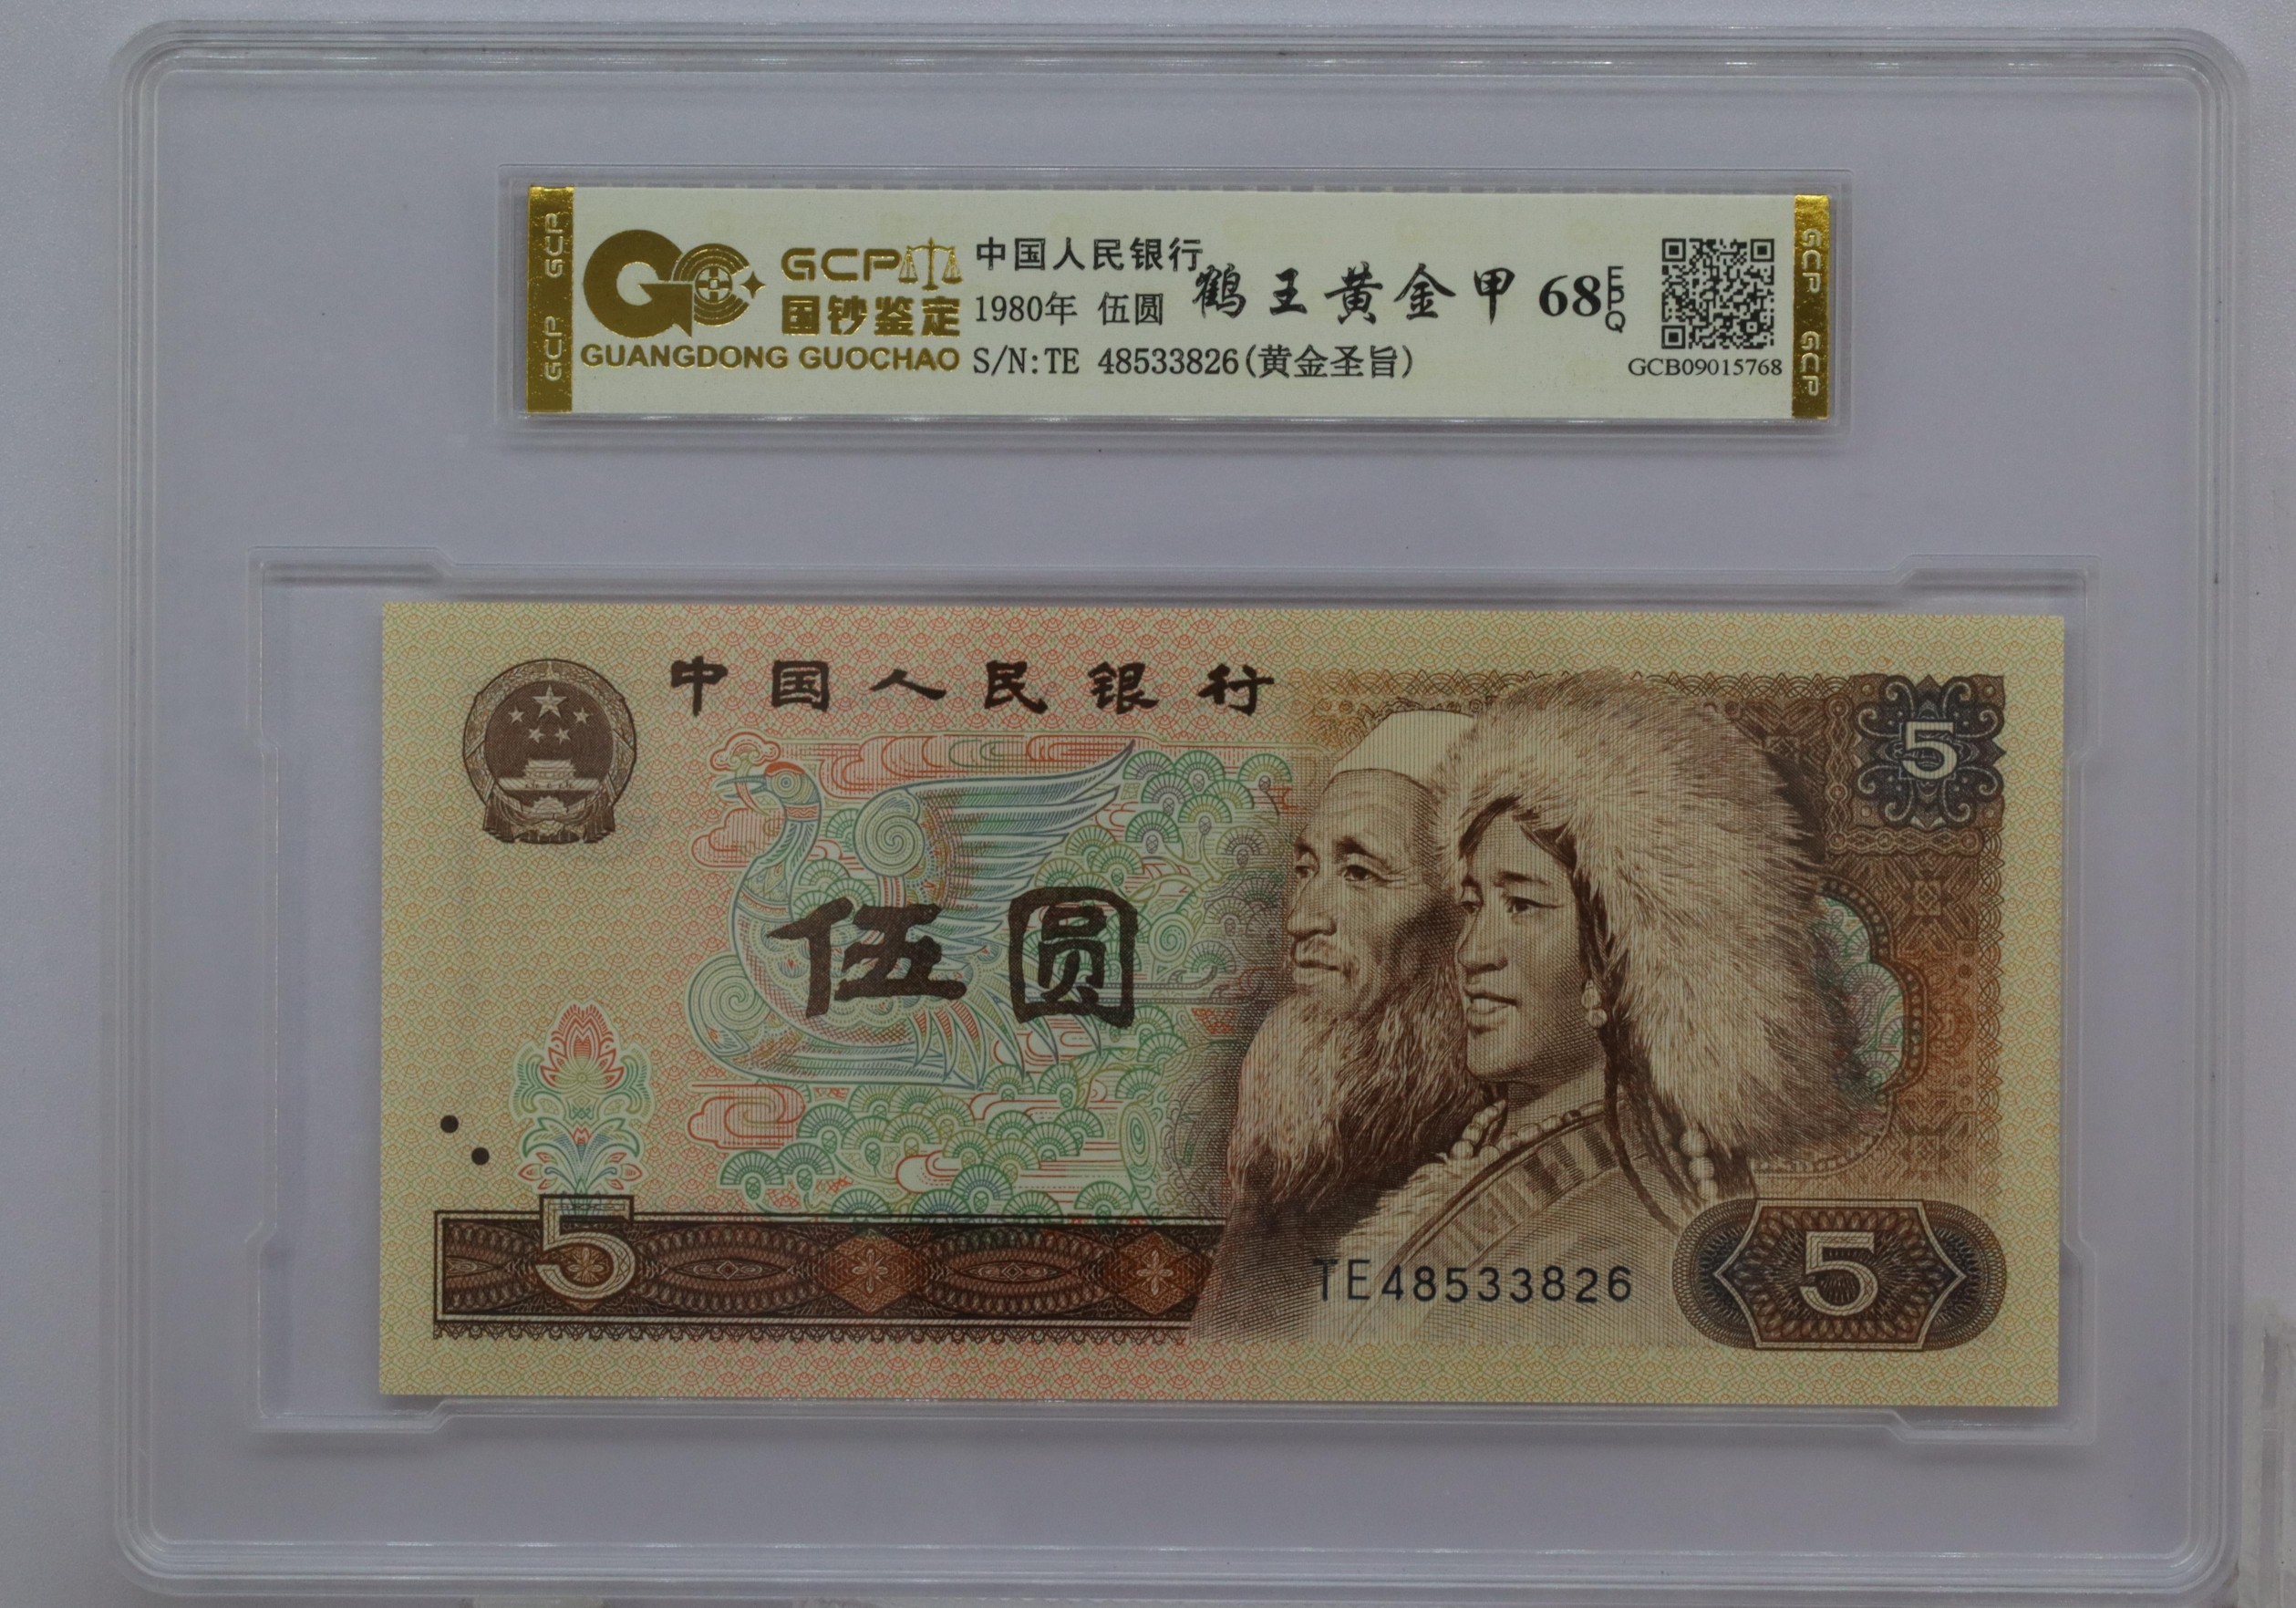 GCP GCP
GCP
国钞鉴定
GUANGDONG GUOCHAO
中国人民银行
1980年 伍圆
S/N:TE 48533826(黄金圣旨)
鹤王黄金甲 68 EPQ
GCB09015768
GCP GCP
中国人民银行
5
伍圆
5
TE48533826
5